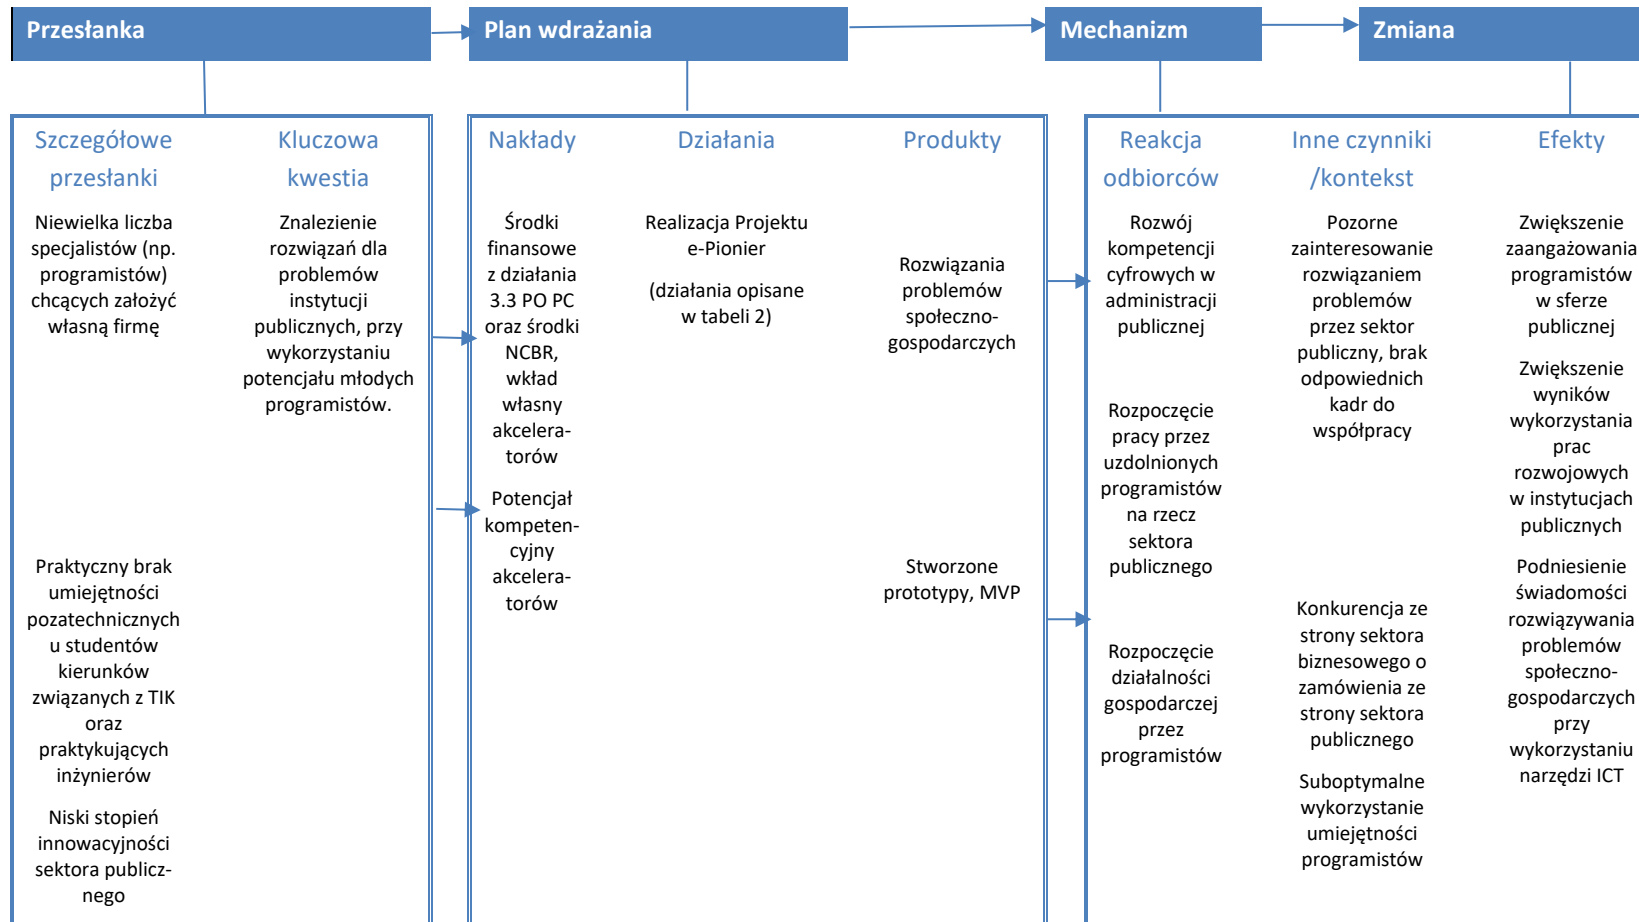 Przesłanka
Plan wdrażania
Mechanizm
Zmiana
Szczegółowe
przesłanki
Niewielka liczba
specjalistów (np.
programistów)
chcących założyć
własną firmę
Praktyczny brak
umiejętności
pozatechnicznych
u studentów
kierunków
związanych z TIK
oraz
praktykujących
inżynierów
Niski stopień
innowacyjności
sektora publicz-
nego
Kluczowa
kwestia
Znalezienie
rozwiązań dla
problemów
instytucji
publicznych, przy
wykorzystaniu
potencjału młodych
programistów.
Nakłady
Środki
finansowe
z działania
3.3 PO PC
oraz środki
NCBR,
wkład
własny
akcelera-
torów
Potencjał
kompeten-
cyjny
akcelera-
torów
Działania
Realizacja Projektu
e-Pionier
(działania opisane
w tabeli 2)
Produkty
Rozwiązania
problemów
społeczno-
gospodarczych
Stworzone
prototypy, MVP
Reakcja
odbiorców
Rozwój
kompetencji
cyfrowych w
administracji
publicznej
Rozpoczęcie
pracy przez
uzdolnionych
programistów
na rzecz
sektora
publicznego
Rozpoczęcie
działalności
gospodarczej
przez
programistów
Inne czynniki
/kontekst
Pozorne
zainteresowanie
rozwiązaniem
problemów
przez sektor
publiczny, brak
odpowiednich
kadr do
współpracy
Konkurencja ze
strony sektora
biznesowego o
zamówienia ze
strony sektora
publicznego
Suboptymalne
wykorzystanie
umiejętności
programistów
Efekty
Zwiększenie
zaangażowania
programistów
w sferze
publicznej
Zwiększenie
wyników
wykorzystania
prac
rozwojowych
w instytucjach
publicznych
Podniesienie
świadomości
rozwiązywania
problemów
społeczno-
gospodarczych
przy
wykorzystaniu
narzędzi ICT